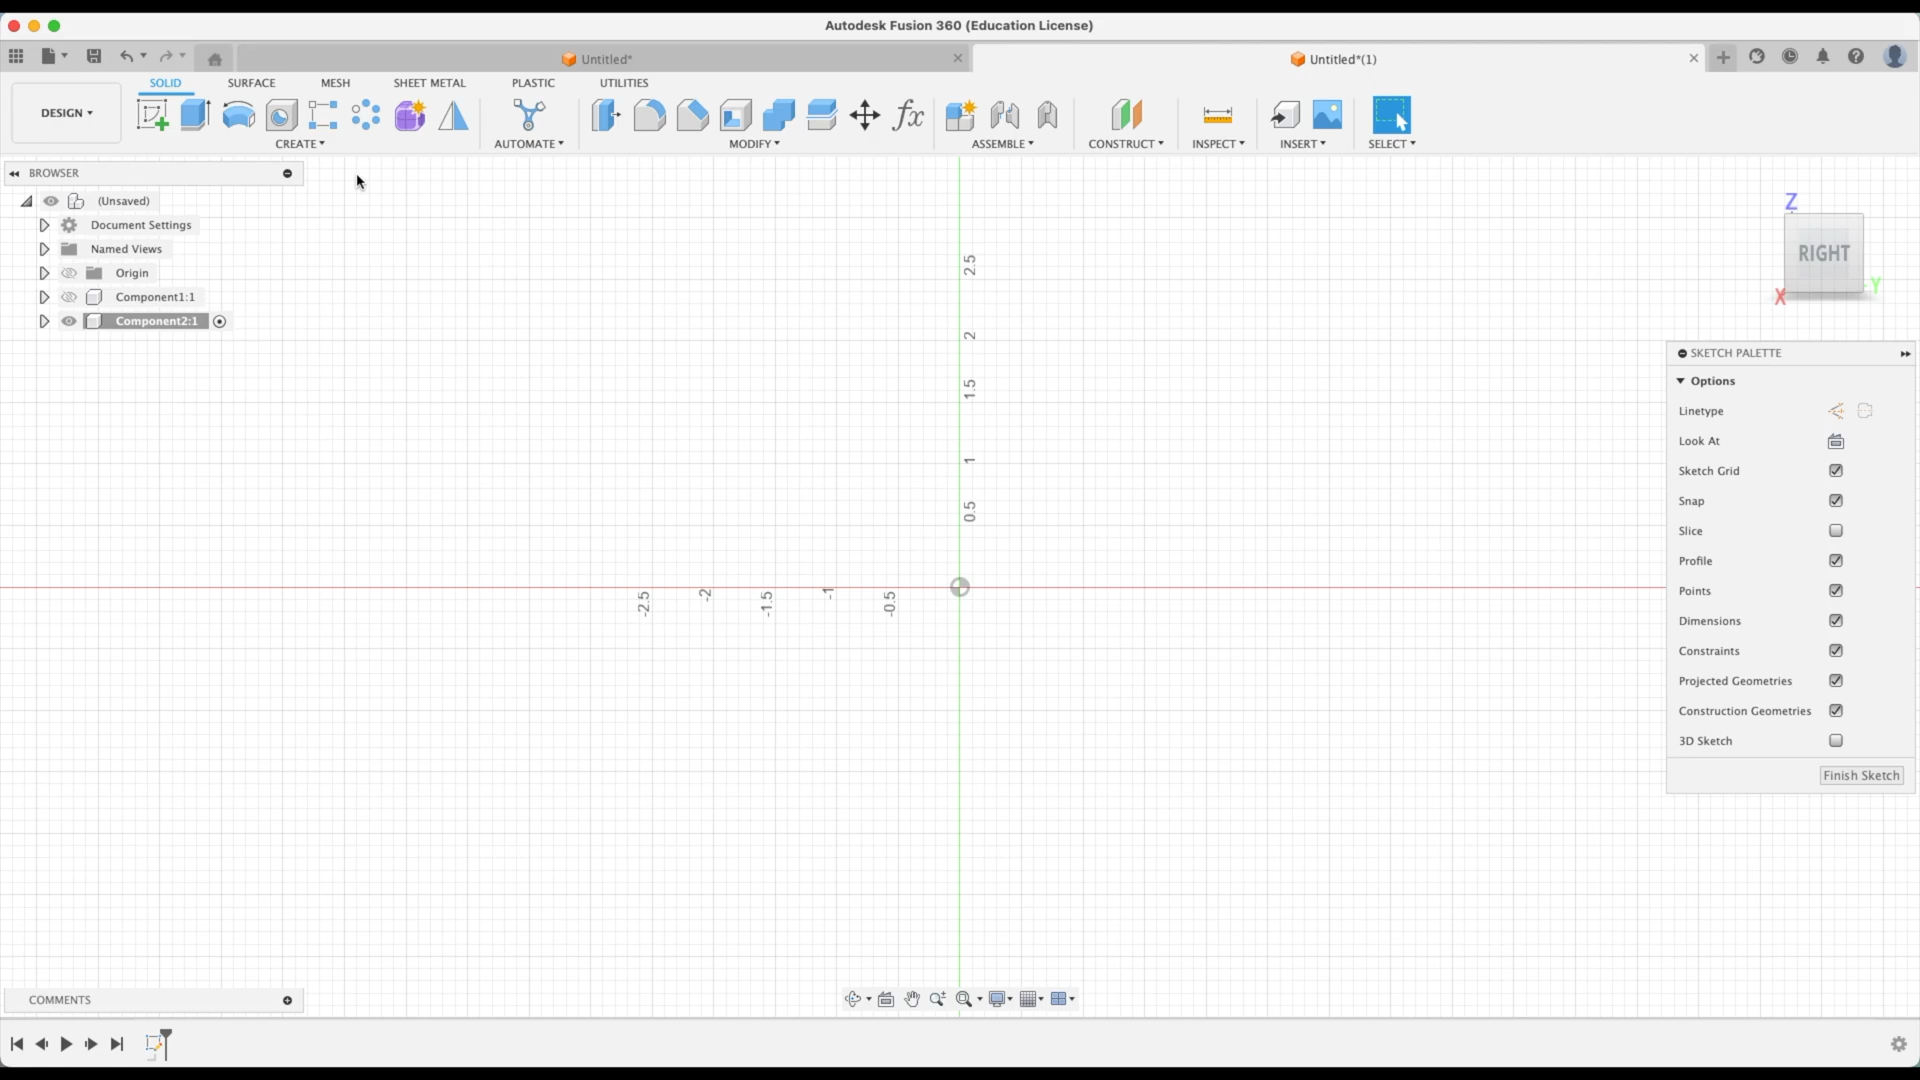 Autodesk Fusion 360 (Education License)
Untitled*
Untitled*(1)
SOLID
SURFACE
MESH
SHEET METAL
PLASTIC
UTILITIES
DESIGN
CREATE
AUTOMATE
MODIFY
fx
ASSEMBLE
CONSTRUCT
INSPECT
INSERT
SELECT
BROWSER
(Unsaved)
Document Settings
Named Views
Origin
Component1:1
Component2:1
2.5
2
1.5
1
0.5
-2.5
-2
-1.5
-1
-0.5
Z
RIGHT
X
Y
SKETCH PALETTE
Options
Linetype
Look At
Sketch Grid
Snap
Slice
Profile
Points
Dimensions
Constraints
Projected Geometries
Construction Geometries
3D Sketch
Finish Sketch
COMMENTS